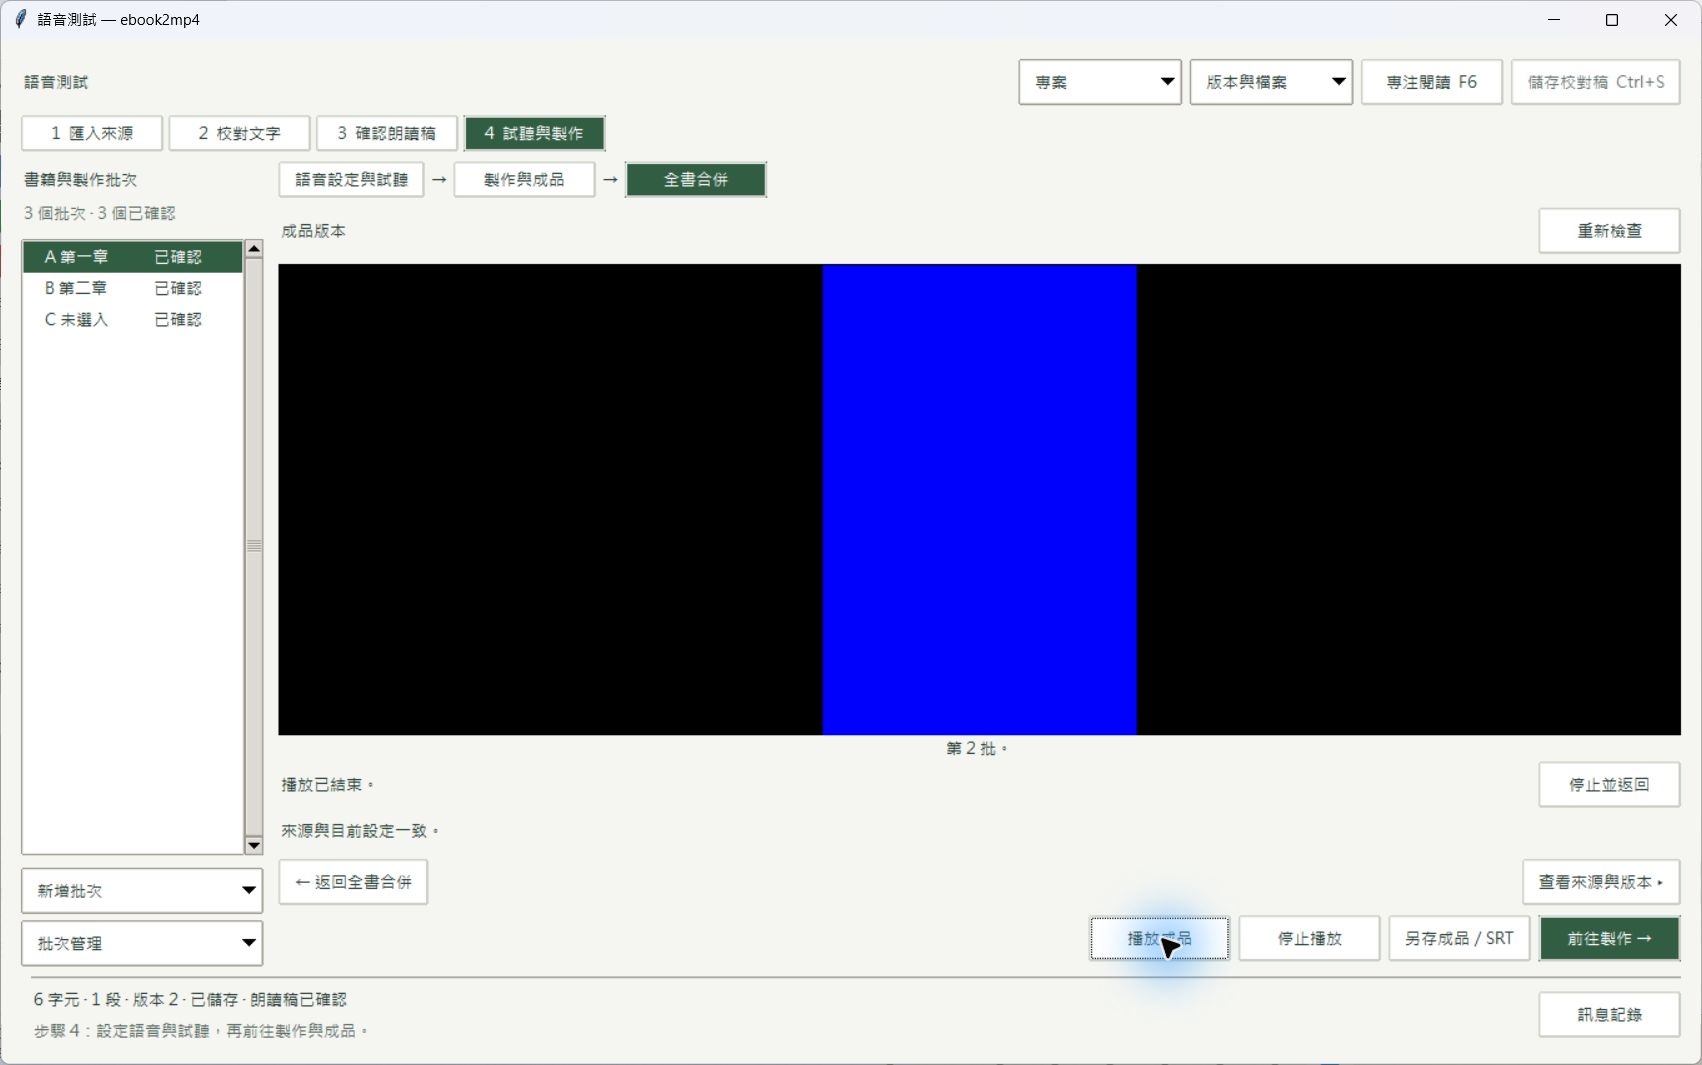 語音測試 — ebook2mp4
語音測試
專案
版本與檔案
專注閱讀 F6
儲存校對稿 Ctrl+S
1 匯入來源
2 校對文字
3 確認朗讀稿
4 試聽與製作
書籍與製作批次
語音設定與試聽
→
製作與成品
→
全書合併
3 個批次 · 3 個已確認
成品版本
重新檢查
A 第一章 已確認
B 第二章 已確認
C 未選入 已確認
第 2 批。
播放已結束。
停止並返回
來源與目前設定一致。
← 返回全書合併
查看來源與版本 ▸
新增批次
批次管理
播放成品
停止播放
另存成品 / SRT
前往製作 →
6 字元 · 1 段 · 版本 2 · 已儲存 · 朗讀稿已確認
步驟 4：設定語音與試聽，再前往製作與成品。
訊息記錄